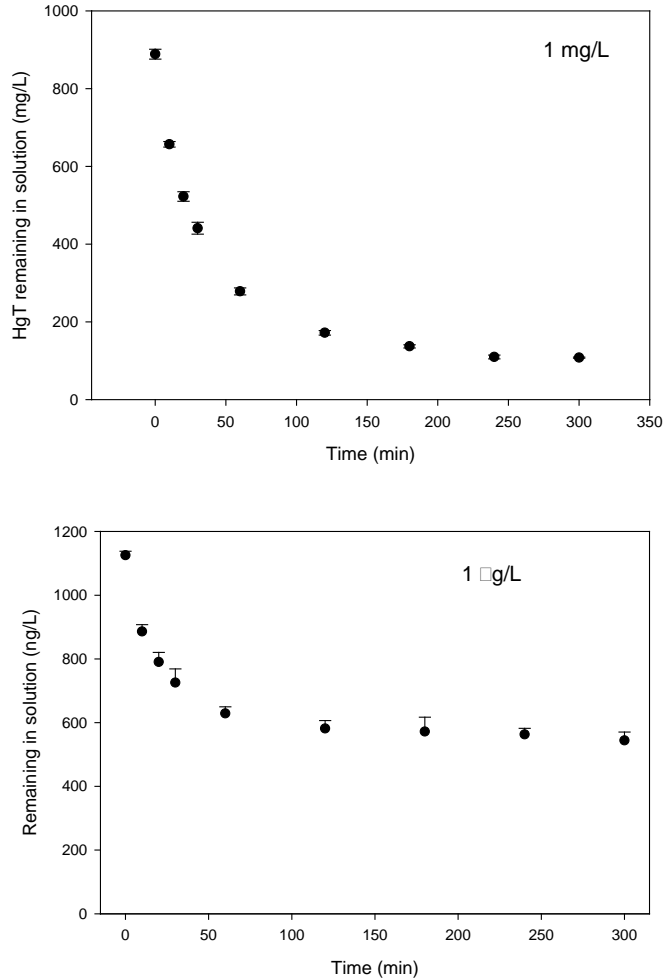 1000
1 mg/L
800
600
400
200
0
HgT remaining in solution (mg/L)
0 50 100 150 200 250 300 350
Time (min)
1200
1 □g/L
1000
800
600
400
200
0
Remaining in solution (ng/L)
0 50 100 150 200 250 300
Time (min)